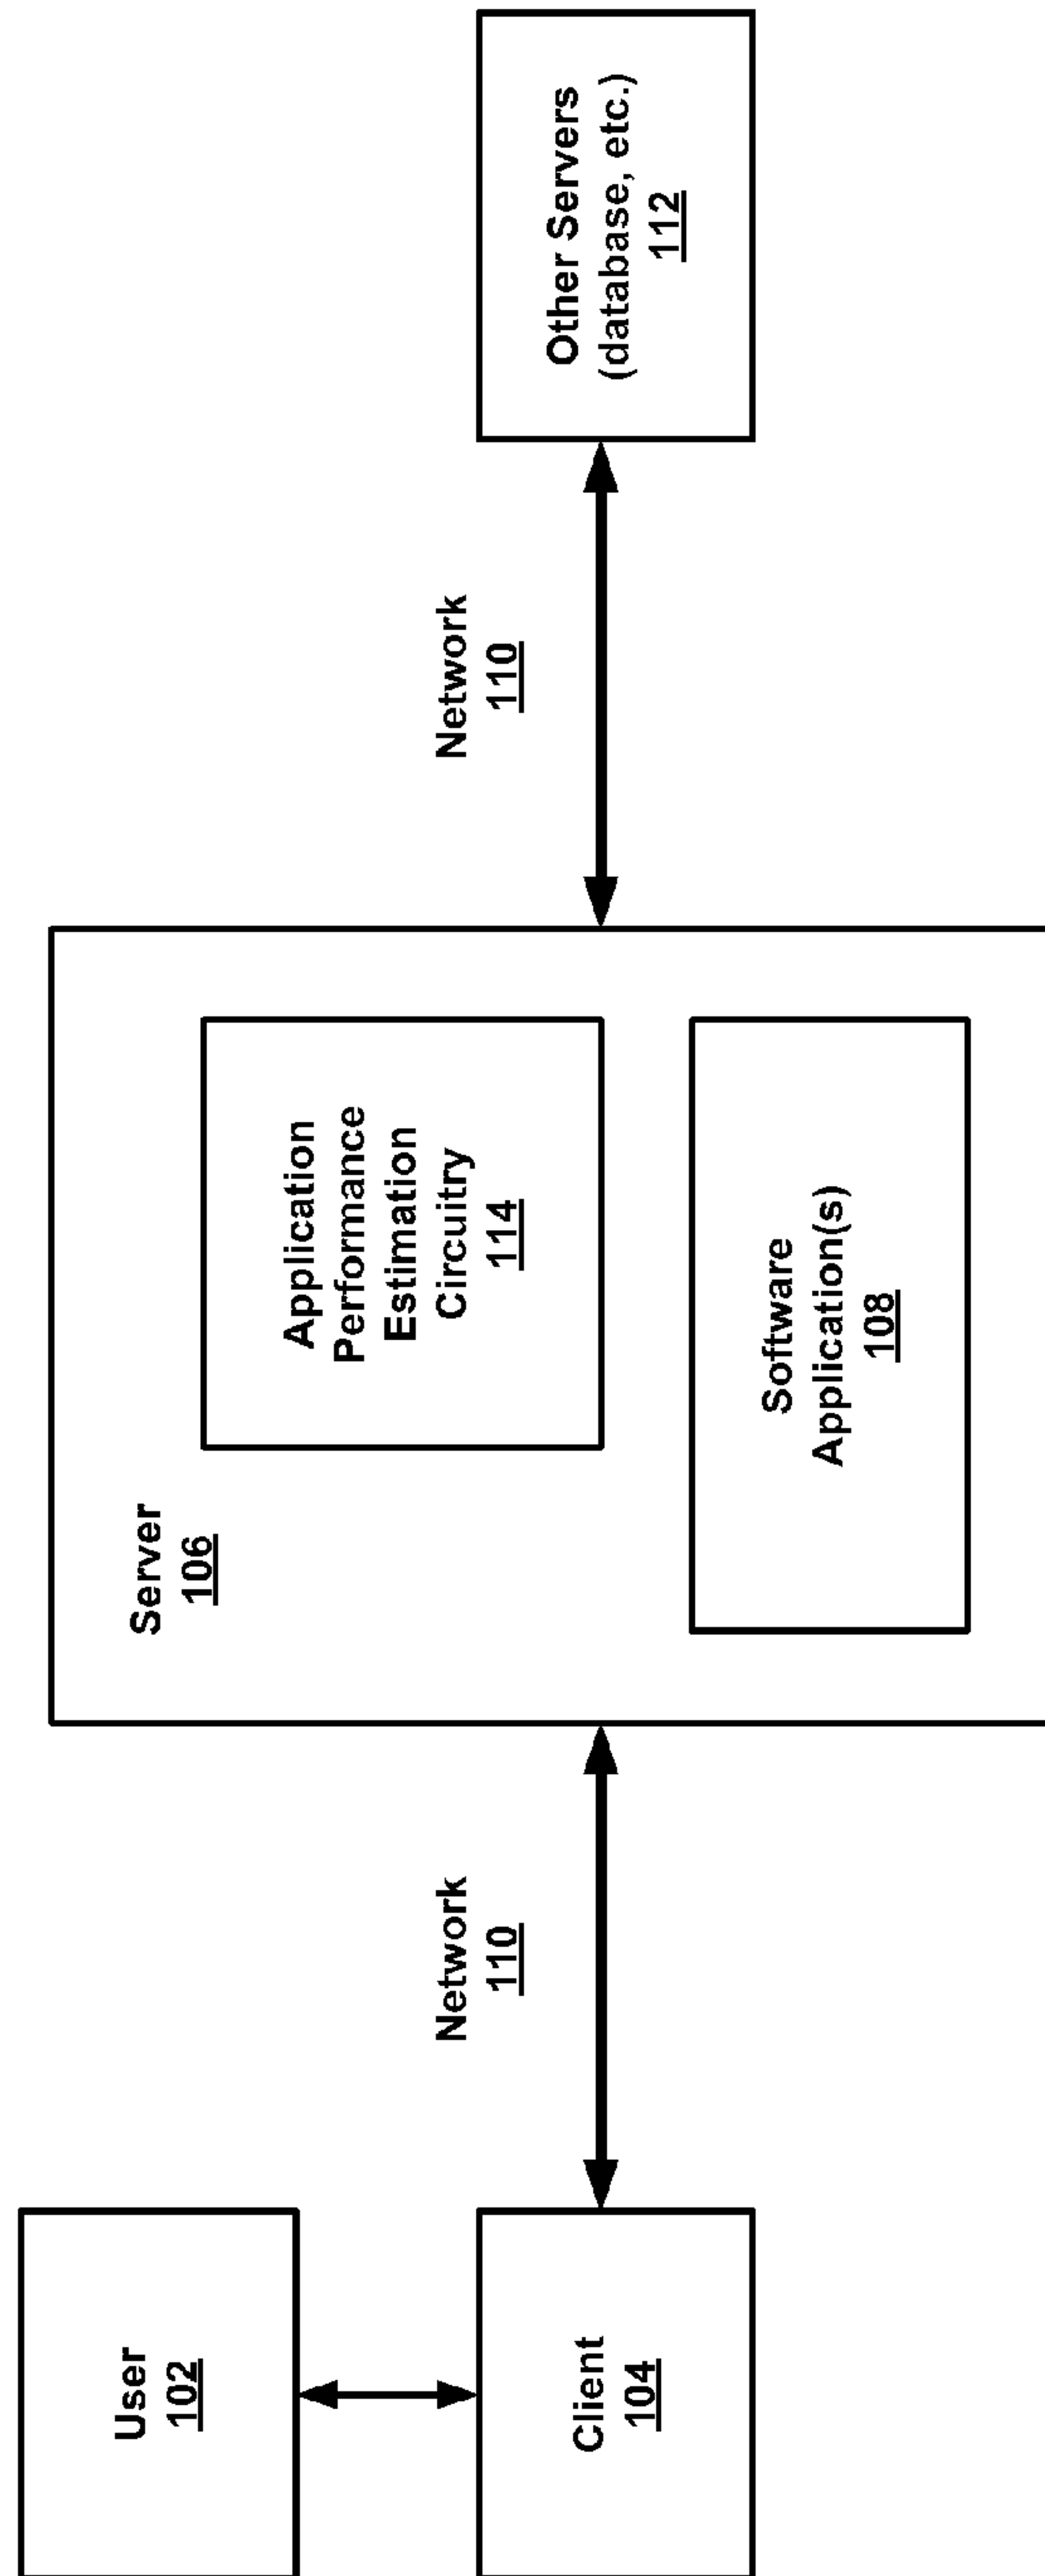 User
102
Client
104
Network
110
Server
106
Application
Performance
Estimation
Circuitry
114
Software
Application(s)
108
Network
110
Other Servers
(database, etc.)
112